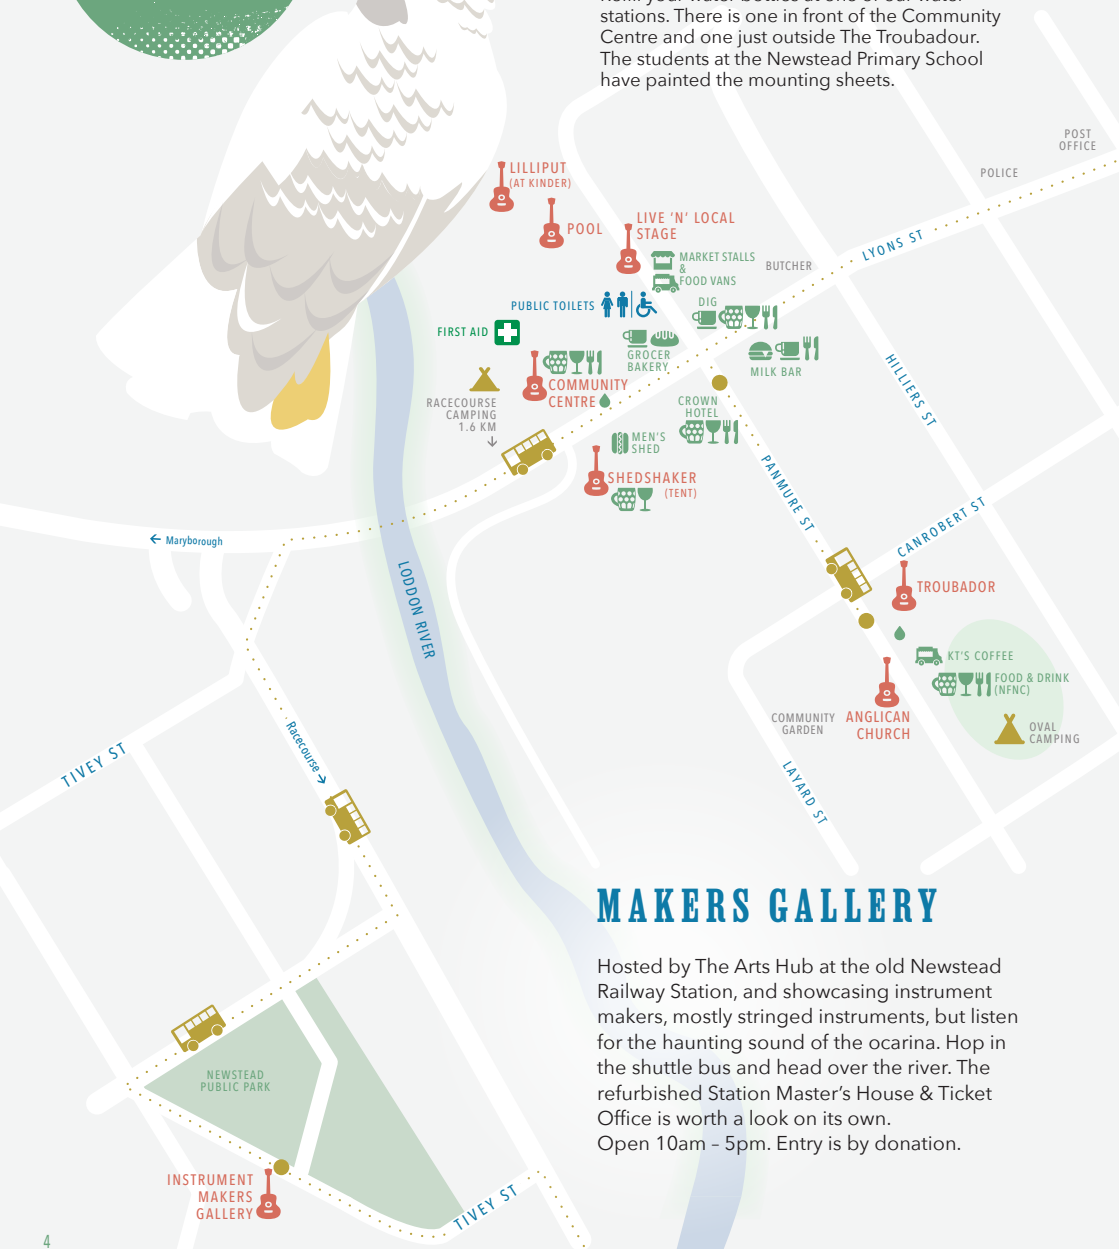 stations. There is one in front of the Community
Centre and one just outside The Troubadour.
The students at the Newstead Primary School
have painted the mounting sheets.
POST
OFFICE
POLICE
LILLIPUT
(AT KINDER)
POOL
LIVE 'N' LOCAL
STAGE
MARKET STALLS
&
FOOD VANS
BUTCHER
LYONS ST
PUBLIC TOILETS
DIG
FIRST AID
GROCER
BAKERY
MILK BAR
HILLIERS ST
COMMUNITY
CENTRE
RACECOURSE
CAMPING
1.6 KM
↓
CROWN
HOTEL
MEN'S
SHED
SHEDSHAKER
(TENT)
PANMURE ST
CANROBERT ST
← Maryborough
LODDON RIVER
TROUBADOR
KT'S COFFEE
FOOD & DRINK
(NFNC)
COMMUNITY
GARDEN
ANGLICAN
CHURCH
OVAL
CAMPING
TIVEY ST
Racecourse →
LAYARD ST
MAKERS GALLERY
Hosted by The Arts Hub at the old Newstead
Railway Station, and showcasing instrument
makers, mostly stringed instruments, but listen
for the haunting sound of the ocarina. Hop in
the shuttle bus and head over the river. The
refurbished Station Master's House & Ticket
Office is worth a look on its own.
Open 10am – 5pm. Entry is by donation.
NEWSTEAD
PUBLIC PARK
INSTRUMENT
MAKERS
GALLERY
TIVEY ST
4